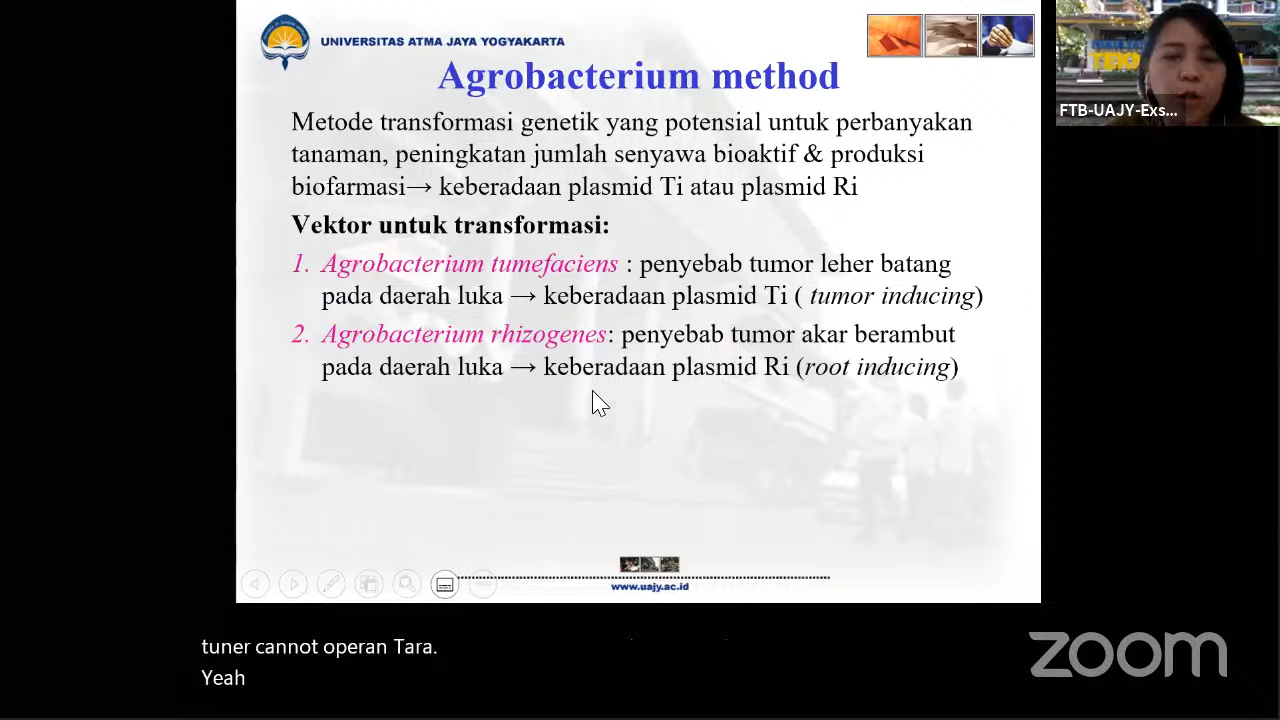 UNIVERSITAS ATMA JAYA YOGYAKARTA
Agrobacterium method
Metode transformasi genetik yang potensial untuk perbanyakan
tanaman, peningkatan jumlah senyawa bioaktif & produksi
biofarmasi→ keberadaan plasmid Ti atau plasmid Ri
Vektor untuk transformasi:
1. Agrobacterium tumefaciens : penyebab tumor leher batang
pada daerah luka → keberadaan plasmid Ti ( tumor inducing)
2. Agrobacterium rhizogenes: penyebab tumor akar berambut
pada daerah luka → keberadaan plasmid Ri (root inducing)
www.uajy.ac.id
FTB-UAJY-Exs...
tuner cannot operan Tara.
Yeah
zoom